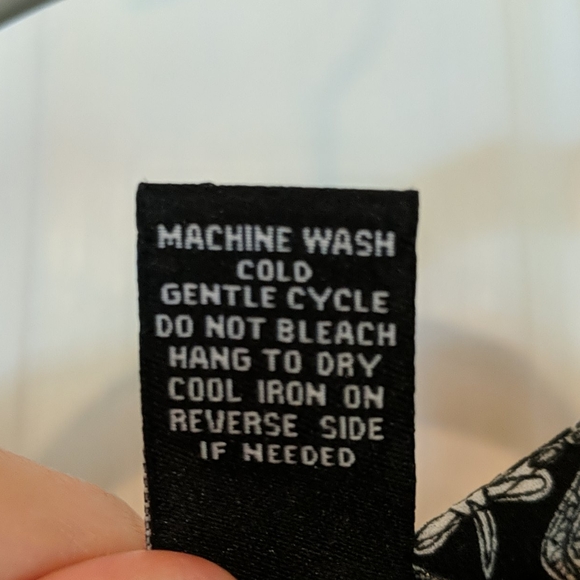 MACHINE WASH
COLD
GENTLE CYCLE
DO NOT BLEACH
HANG TO DRY
COOL IRON ON
REVERSE SIDE
IF NEEDED